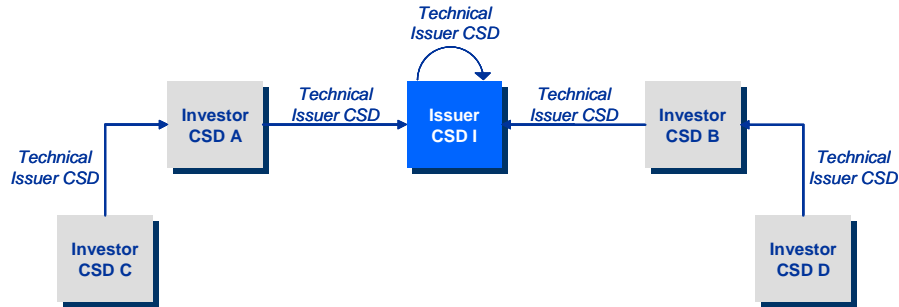 Technical
Issuer CSD
Investor
CSD A
Technical
Issuer CSD
Issuer
CSD I
Technical
Issuer CSD
Investor
CSD B
Technical
Issuer CSD
Technical
Issuer CSD
Investor
CSD C
Investor
CSD D